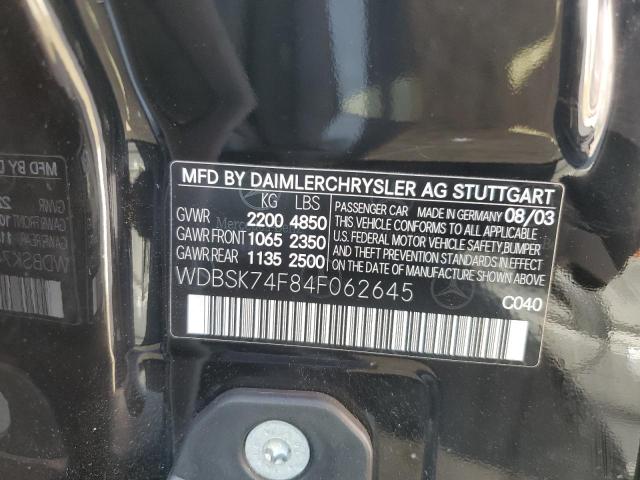 MFD BY DAIMLERCHRYSLER AG STUTTGART
KG LBS
GVWR 2200 4850
GAWR FRONT 1065 2350
GAWR REAR 1135 2500
PASSENGER CAR MADE IN GERMANY 08/03
THIS VEHICLE CONFORMS TO ALL APPLICABLE
U.S. FEDERAL MOTOR VEHICLE SAFETY, BUMPER
AND THEFT PREVENTION STANDARDS IN EFFECT
ON THE DATE OF MANUFACTURE SHOWN ABOVE
WDBSK74F84F062645
C040